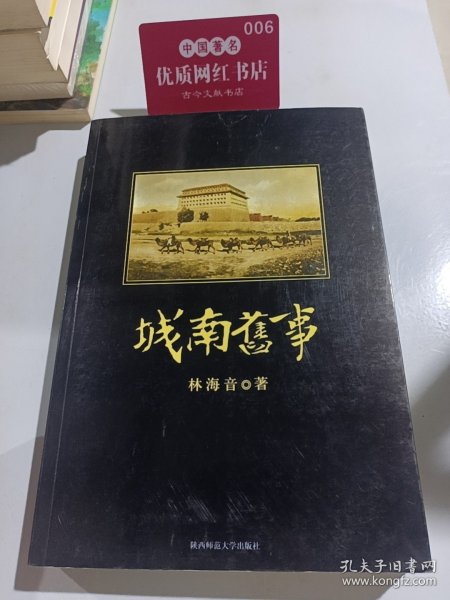 006
中国著名
优质网红书店
古今文献书店
城南舊事
林海音◎著
陕西师范大学出版社
孔夫子旧书网
www.kongfz.com